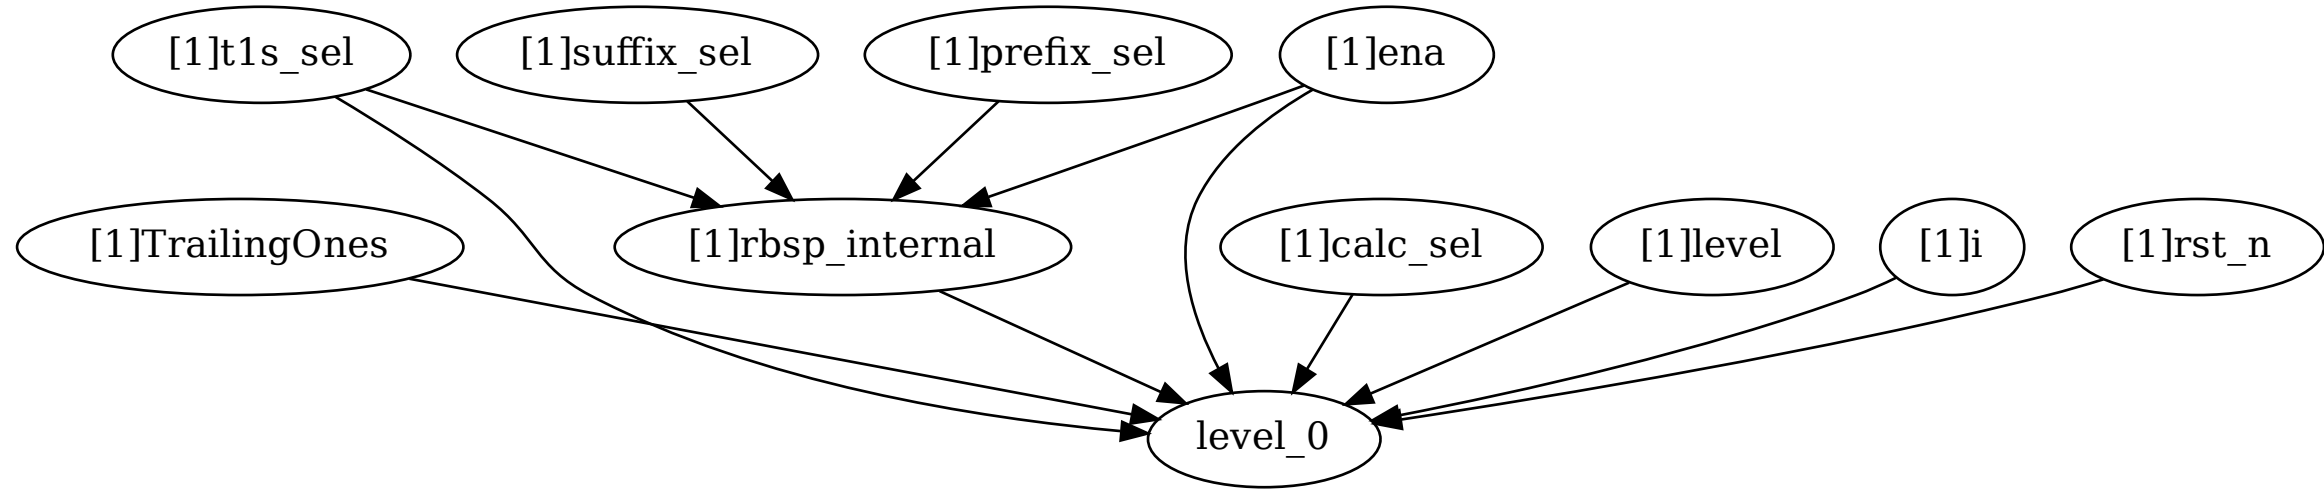 [1]t1s_sel
[1]suffix_sel
[1]prefix_sel
[1]ena
[1]TrailingOnes
[1]rbsp_internal
[1]calc_sel
[1]level
[1]i
[1]rst_n
level_0